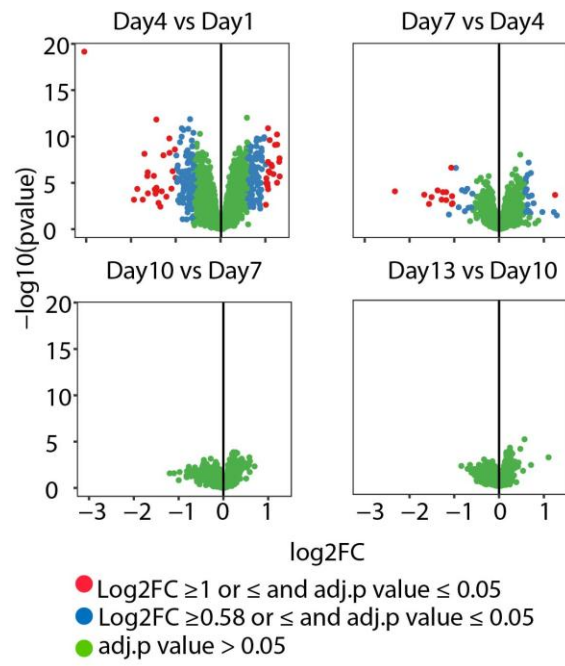 Day4 vs Day1
Day7 vs Day4
20
15
10
5
0
Day10 vs Day7
Day13 vs Day10
20
15
10
5
0
−3 −2 −1 0 1
−3 −2 −1 0 1
−log10(pvalue)
log2FC
Log2FC ≥1 or ≤ and adj.p value ≤ 0.05
Log2FC ≥0.58 or ≤ and adj.p value ≤ 0.05
adj.p value > 0.05